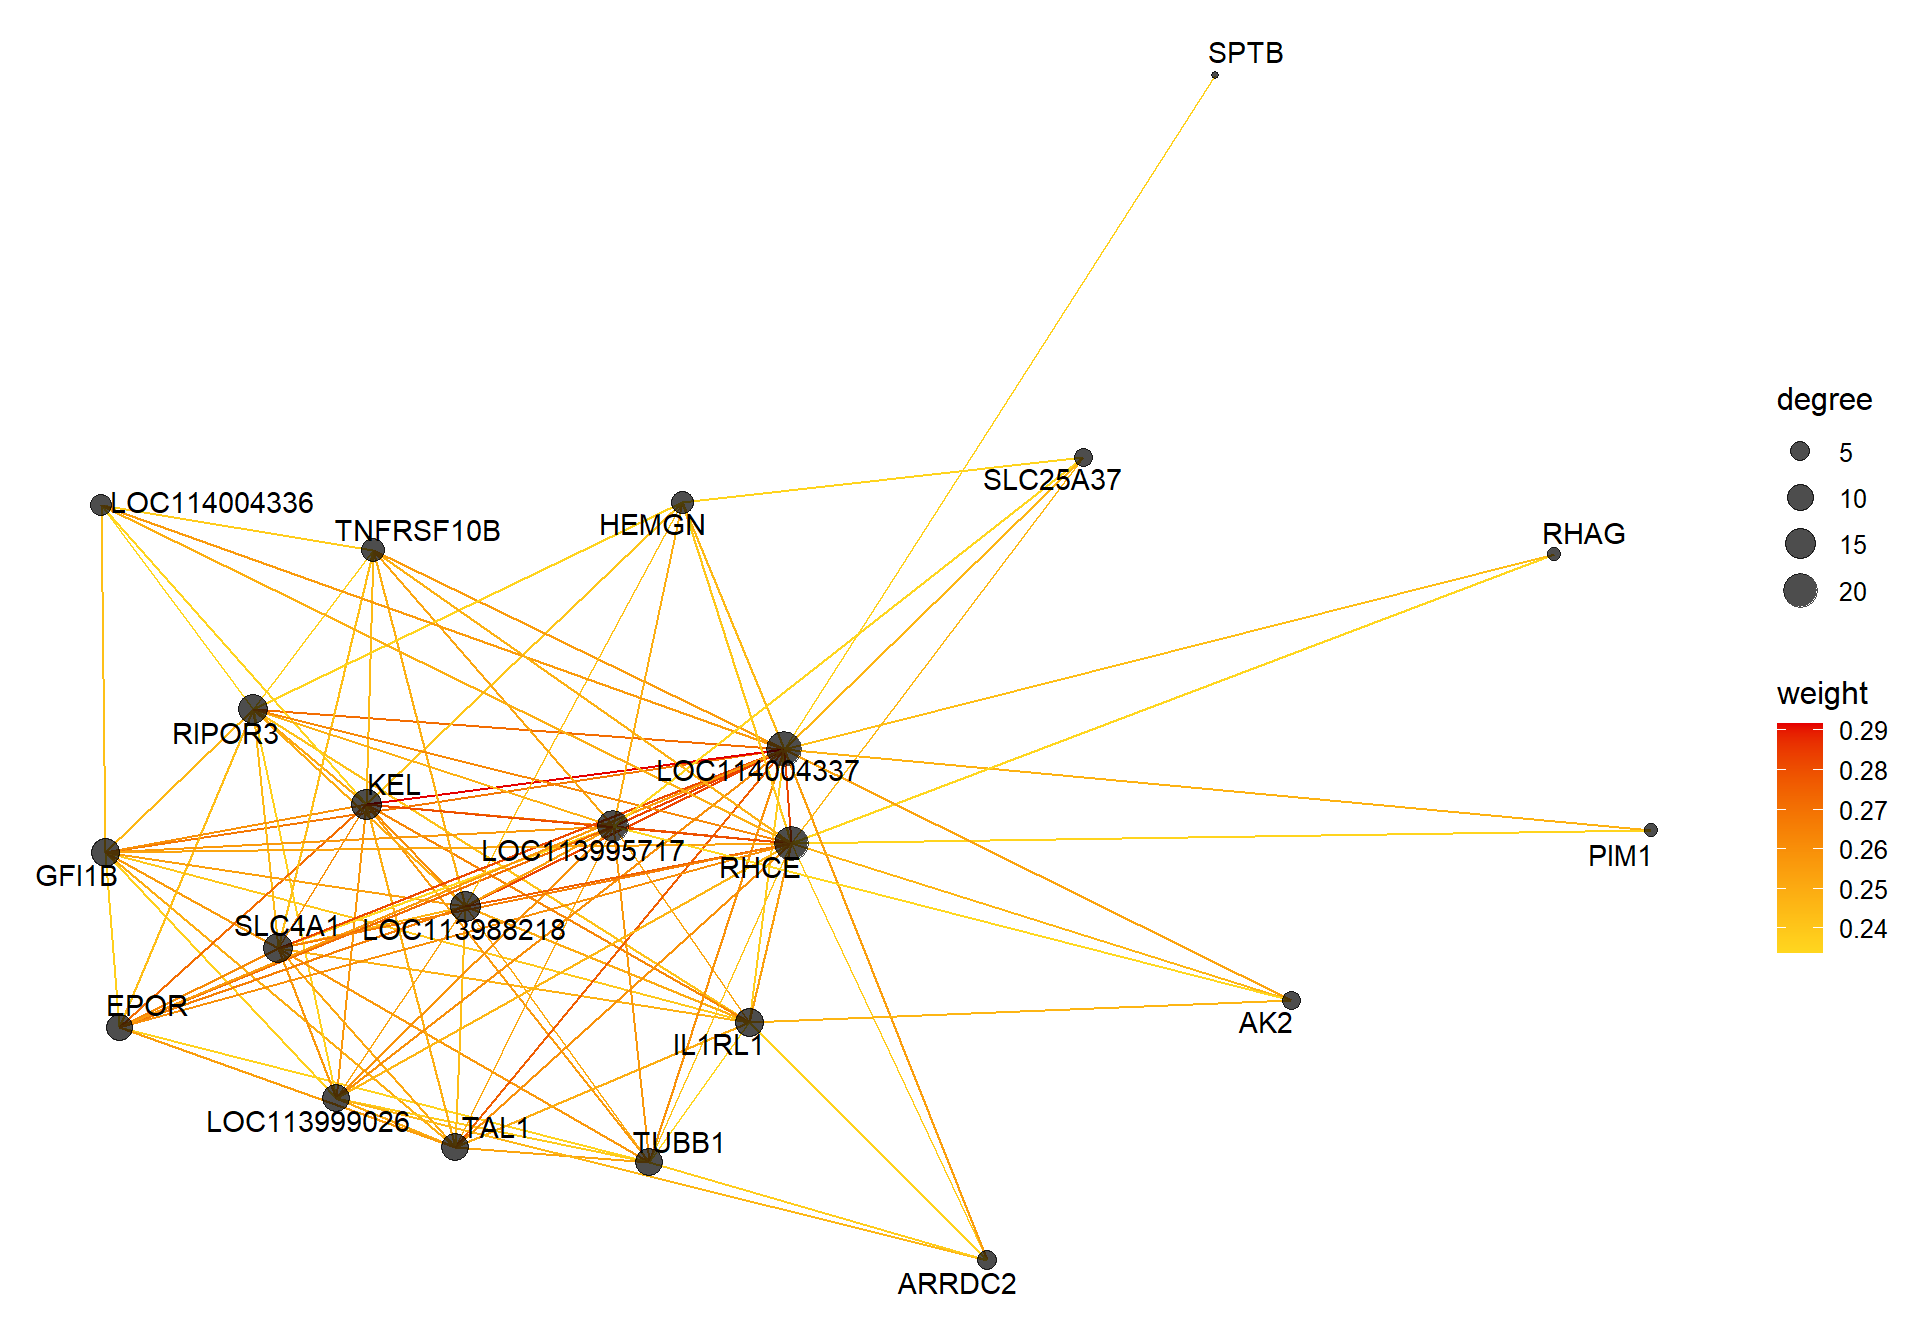 SPTB
SLC25A37
LOC114004336
TNFRSF10B
HEMGN
RHAG
RIPOR3
LOC114004337
KEL
LOC113995717
RHCE
PIM1
GFI1B
SLC4A1
LOC113988218
EPOR
IL1RL1
AK2
LOC113999026
TAL1
TUBB1
ARRDC2
degree
5
10
15
20
weight
0.29
0.28
0.27
0.26
0.25
0.24